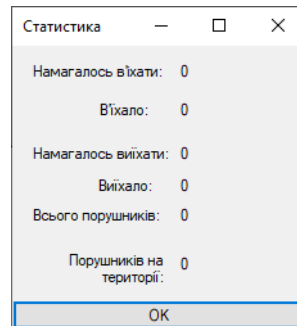 Статистика
Намагалось в'їхати: 0
В'їхало: 0
Намагалось виїхати: 0
Виїхало: 0
Всього порушників: 0
Порушників на 0
території:
OK